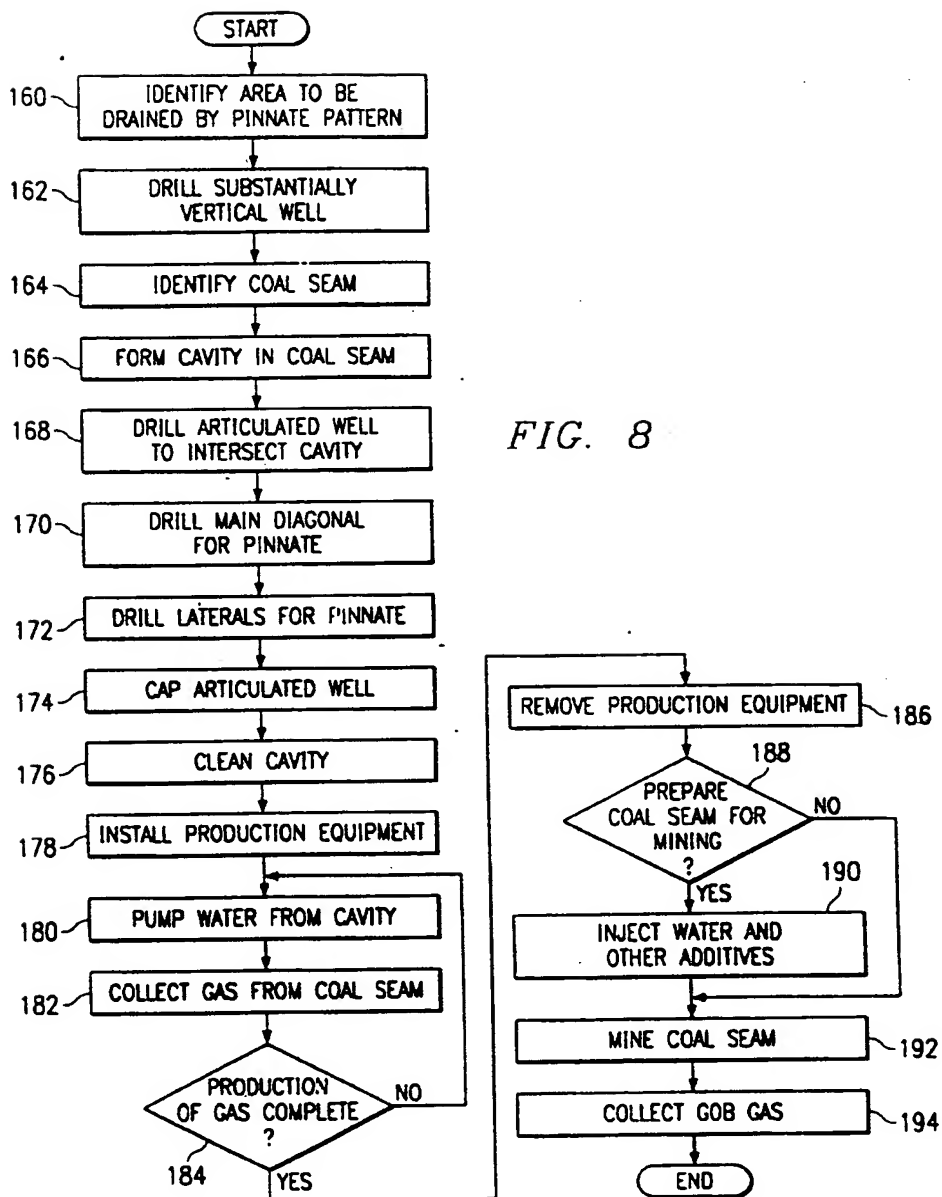 START
160
IDENTIFY AREA TO BE
DRAINED BY PINNATE PATTERN
162
DRILL SUBSTANTIALLY
VERTICAL WELL
164
IDENTIFY COAL SEAM
166
FORM CAVITY IN COAL SEAM
168
DRILL ARTICULATED WELL
TO INTERSECT CAVITY
170
DRILL MAIN DIAGONAL
FOR PINNATE
172
DRILL LATERALS FOR PINNATE
174
CAP ARTICULATED WELL
176
CLEAN CAVITY
178
INSTALL PRODUCTION EQUIPMENT
180
PUMP WATER FROM CAVITY
182
COLLECT GAS FROM COAL SEAM
PRODUCTION
OF GAS COMPLETE
?
NO
184
YES
FIG. 8
REMOVE PRODUCTION EQUIPMENT
186
188
PREPARE
COAL SEAM FOR
MINING
?
NO
YES
190
INJECT WATER AND
OTHER ADDITIVES
MINE COAL SEAM
192
COLLECT GOB GAS
194
END